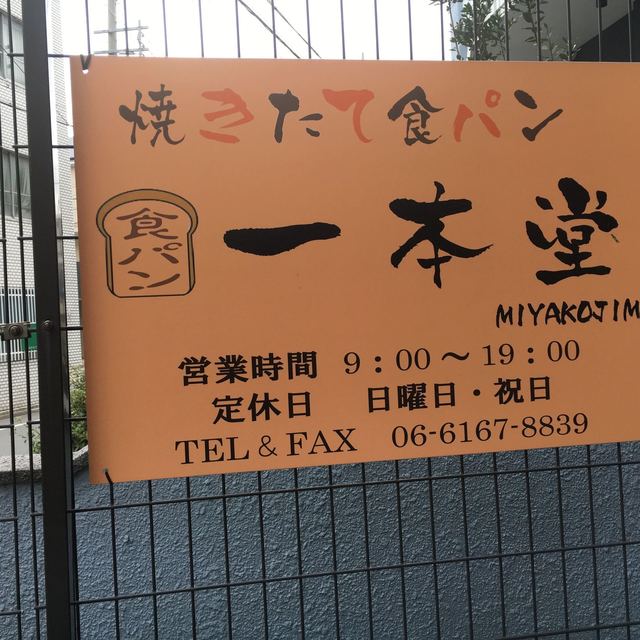 焼きたて食パン
食パン
一本堂
MIYAKOJIM
営業時間 9：00～19：00
定休日 日曜日・祝日
TEL & FAX 06-6167-8839